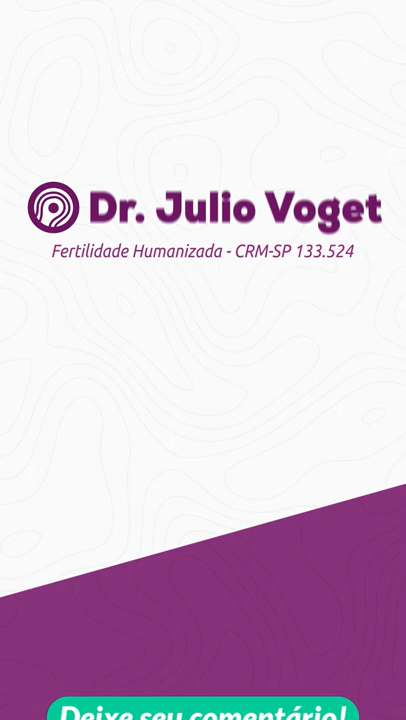 Dr. Julio Voget
Fertilidade Humanizada - CRM-SP 133.524
Deixe seu comentário!